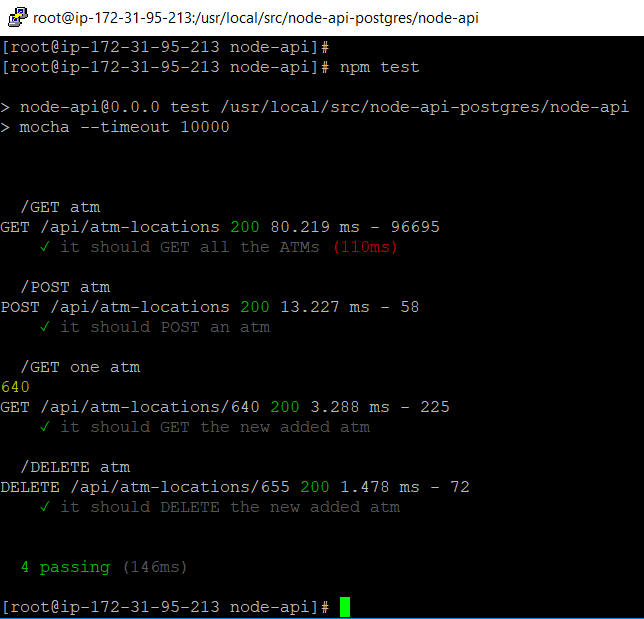 root@ip-172-31-95-213:/usr/local/src/node-api-postgres/node-api
[root@ip-172-31-95-213 node-api]#
[root@ip-172-31-95-213 node-api]# npm test
> node-api@0.0.0 test /usr/local/src/node-api-postgres/node-api
> mocha --timeout 10000
/GET atm
GET /api/atm-locations 200 80.219 ms - 96695
✓ it should GET all the ATMs (110ms)
/POST atm
POST /api/atm-locations 200 13.227 ms - 58
✓ it should POST an atm
/GET one atm
640
GET /api/atm-locations/640 200 3.288 ms - 225
✓ it should GET the new added atm
/DELETE atm
DELETE /api/atm-locations/655 200 1.478 ms - 72
✓ it should DELETE the new added atm
4 passing (146ms)
[root@ip-172-31-95-213 node-api]#